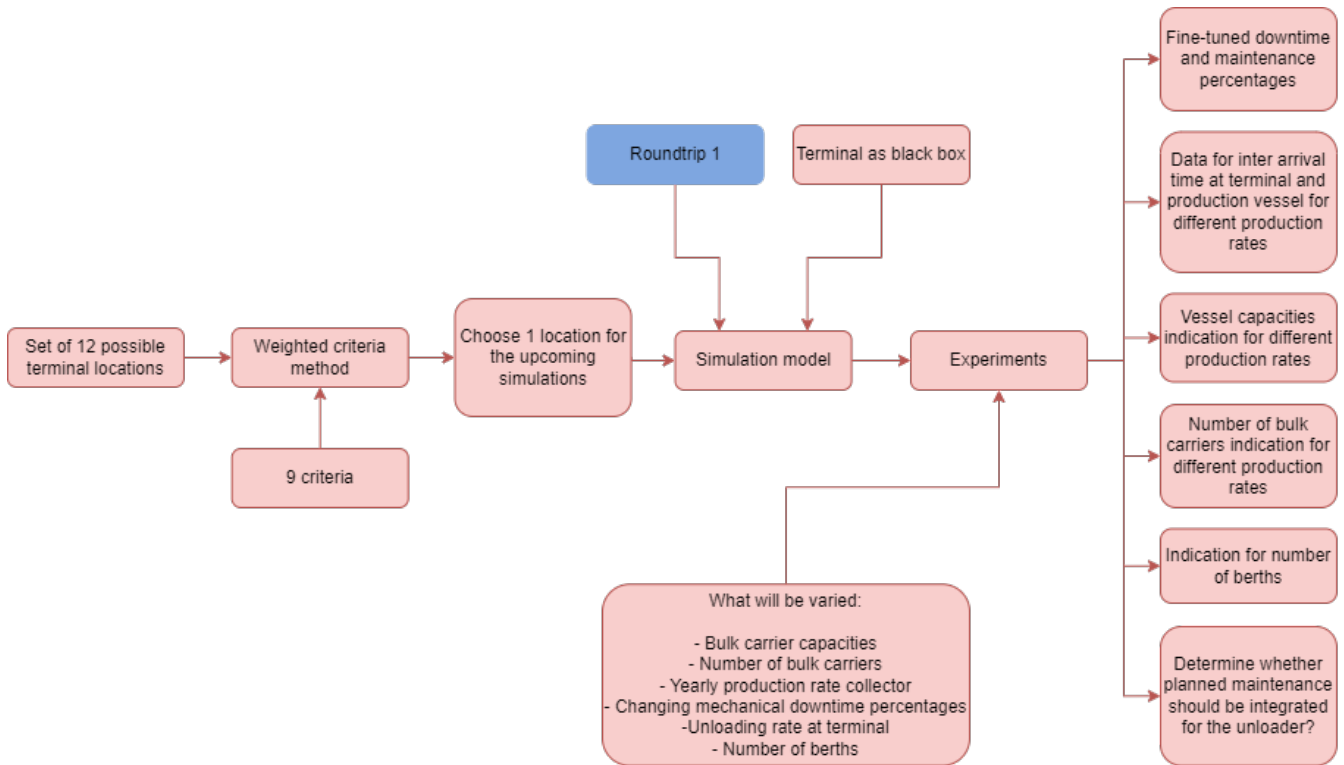 Set of 12 possible
terminal locations
Weighted criteria
method
9 criteria
Choose 1 location for
the upcoming
simulations
Roundtrip 1
Terminal as black box
Simulation model
Experiments
What will be varied:
- Bulk carrier capacities
- Number of bulk carriers
- Yearly production rate collector
- Changing mechanical downtime percentages
-Unloading rate at terminal
- Number of berths
Fine-tuned downtime
and maintenance
percentages
Data for inter arrival
time at terminal and
production vessel for
different production
rates
Vessel capacities
indication for different
production rates
Number of bulk
carriers indication for
different production
rates
Indication for number
of berths
Determine whether
planned maintenance
should be integrated
for the unloader?